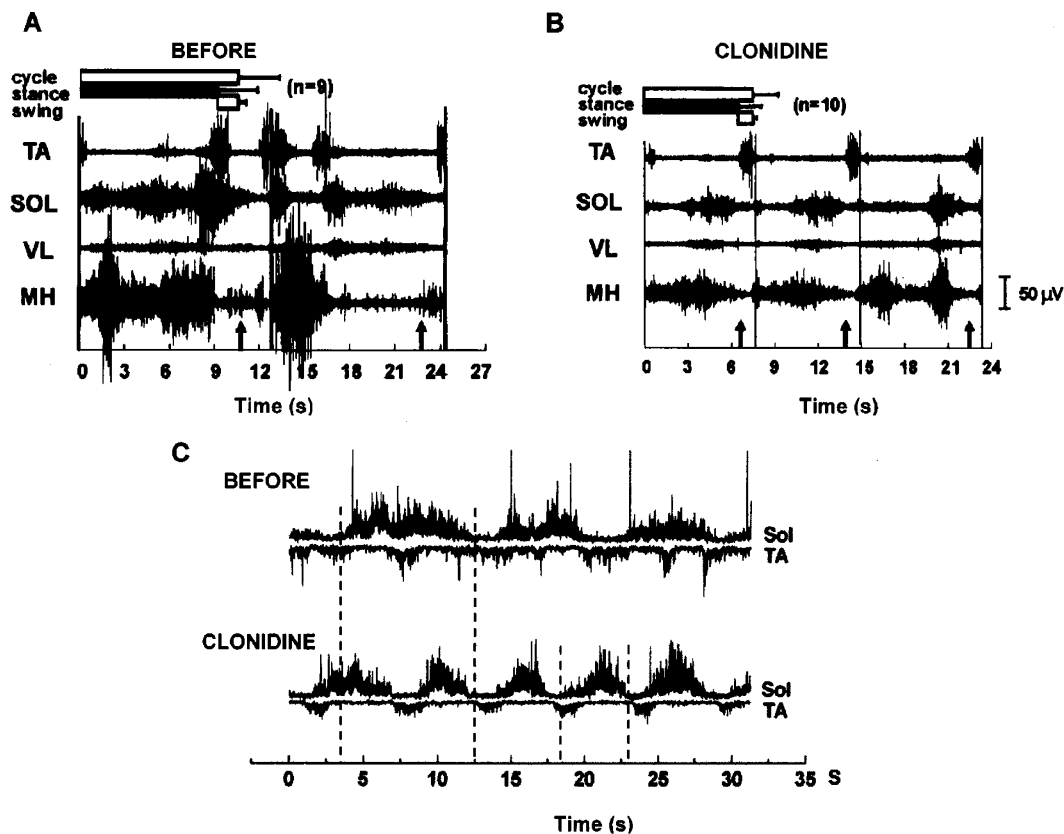 A
BEFORE
cycle
stance
swing
(n=9)
TA
SOL
VL
MH
0 3 6 9 12 15 18 21 24 27
Time (s)
B
CLONIDINE
cycle
stance
swing
(n=10)
TA
SOL
VL
MH
50 µV
0 3 6 9 12 15 18 21 24
Time (s)
C
BEFORE
Sol
TA
CLONIDINE
Sol
TA
0 5 10 15 20 25 30 35 S
Time (s)